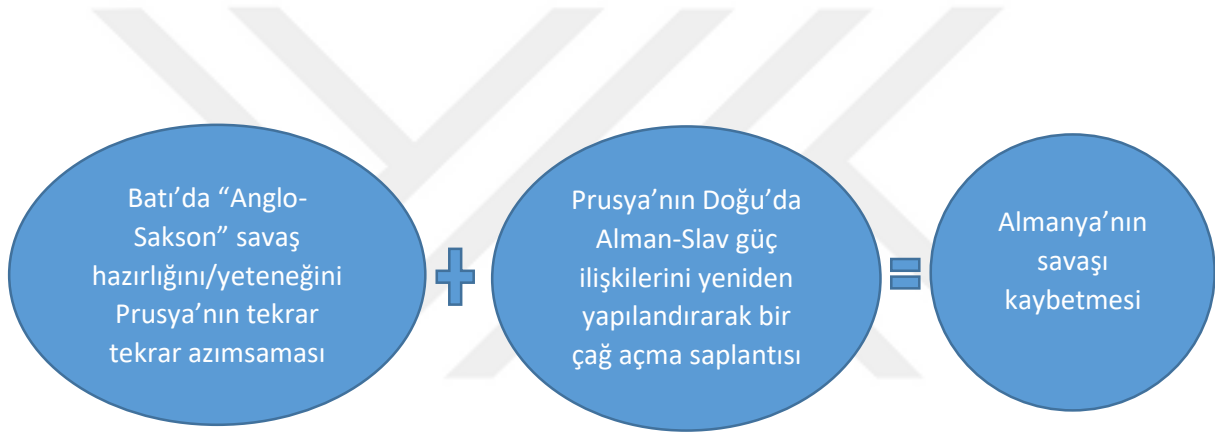 Batı’da “Anglo-
Sakson” savaş
hazırlığını/yeteneğini
Prusya’nın tekrar
tekrar azımsaması
Prusya’nın Doğu’da
Alman-Slav güç
ilişkilerini yeniden
yapılandırarak bir
çağ açma saplantısı
Almanya’nın
savaşı
kaybetmesi